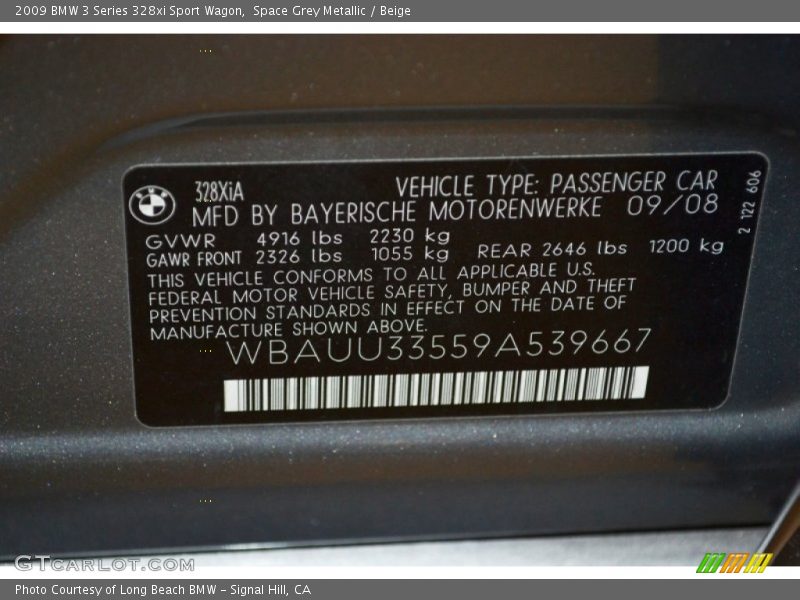 2009 BMW 3 Series 328xi Sport Wagon, Space Grey Metallic / Beige
328XiA VEHICLE TYPE: PASSENGER CAR
MFD BY BAYERISCHE MOTORENWERKE 09/08
GVWR 4916 lbs 2230 kg
GAWR FRONT 2326 lbs 1055 kg REAR 2646 lbs 1200 kg
THIS VEHICLE CONFORMS TO ALL APPLICABLE U.S.
FEDERAL MOTOR VEHICLE SAFETY, BUMPER AND THEFT
PREVENTION STANDARDS IN EFFECT ON THE DATE OF
MANUFACTURE SHOWN ABOVE.
WBAUU33559A539667
2 122 606
GTCARLOT.COM
Photo Courtesy of Long Beach BMW - Signal Hill, CA